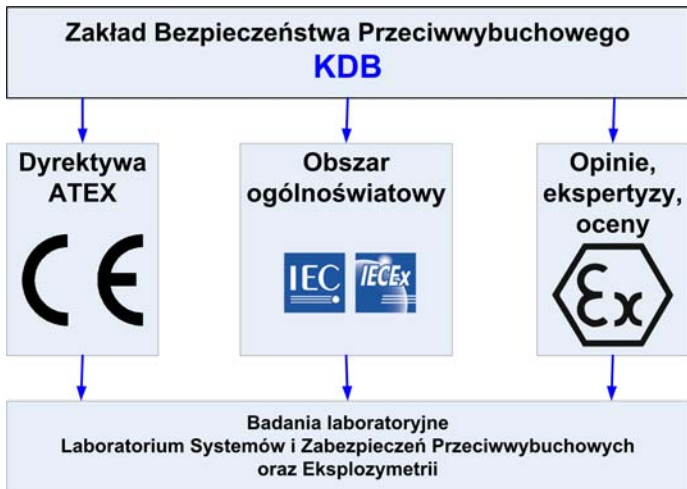 Zakład Bezpieczeństwa Przeciwwybuchowego
KDB
Dyrektywa
ATEX
CE
Obszar
ogólnoświatowy
IEC
IECEx
Opinie,
ekspertyzy,
oceny
Ex
Badania laboratoryjne
Laboratorium Systemów i Zabezpieczeń Przeciwwybuchowych
oraz Eksplozymetrii